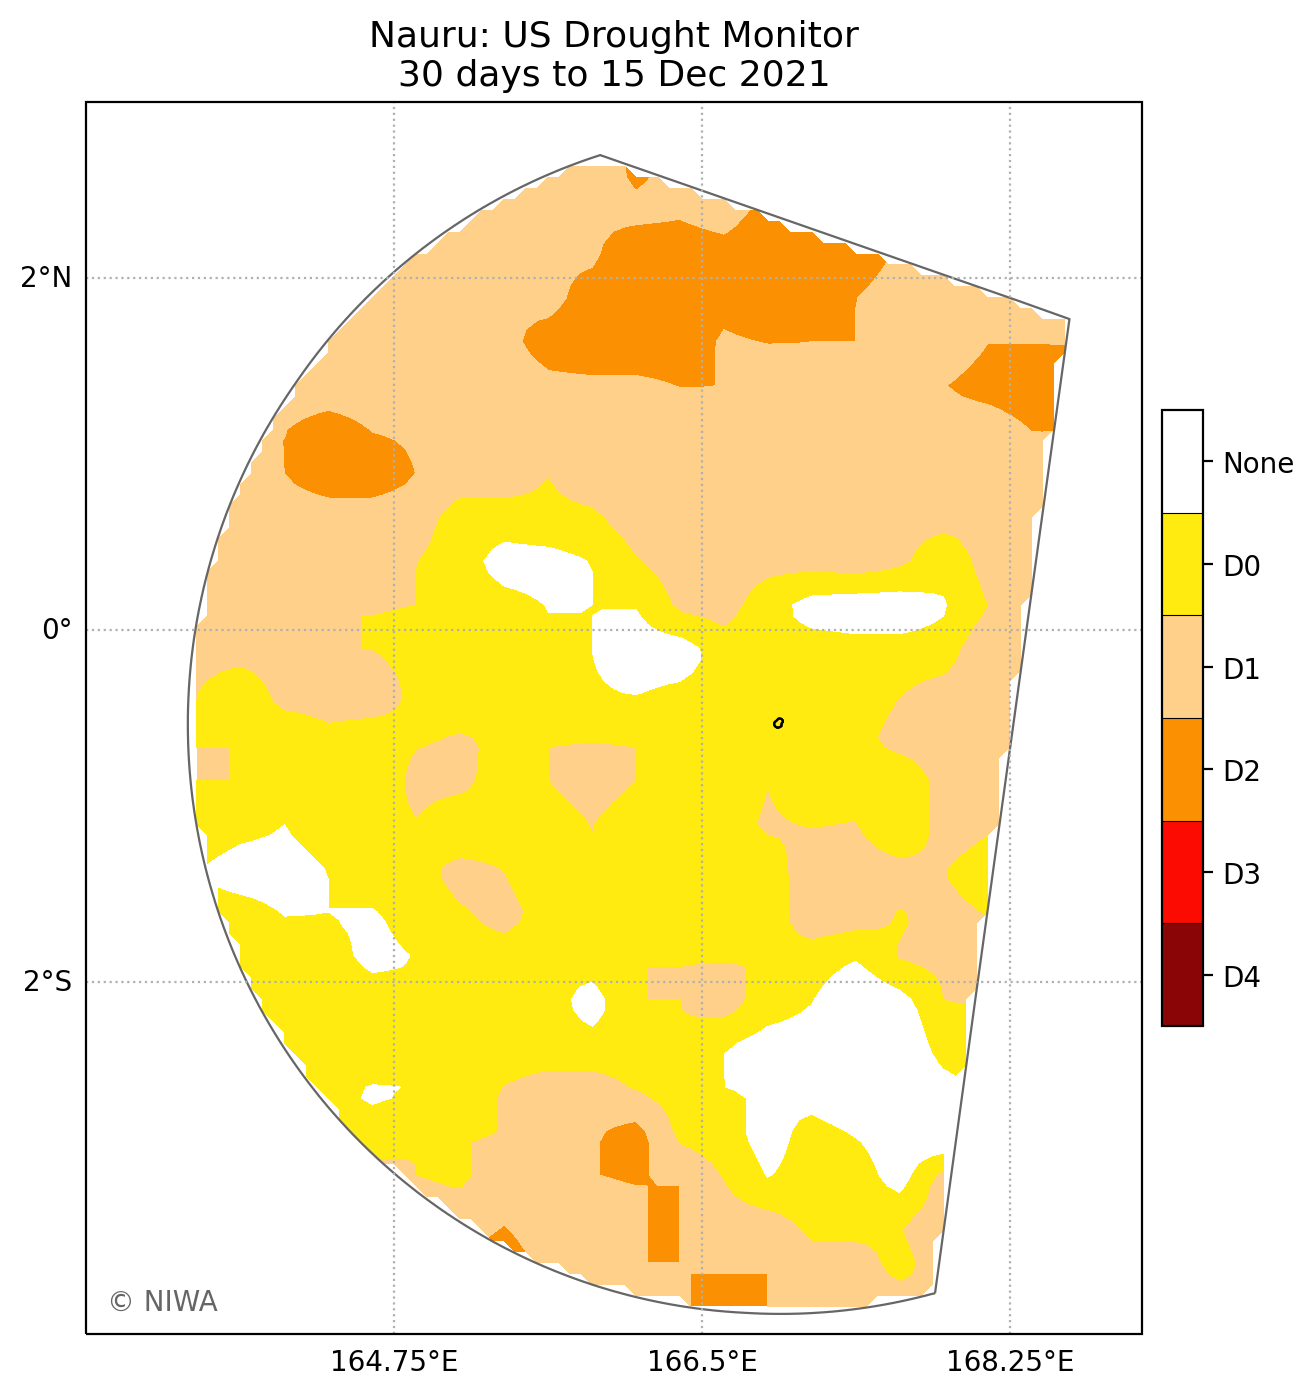 Nauru: US Drought Monitor
30 days to 15 Dec 2021
2°N
0°
2°S
164.75°E
166.5°E
168.25°E
None
D0
D1
D2
D3
D4
© NIWA